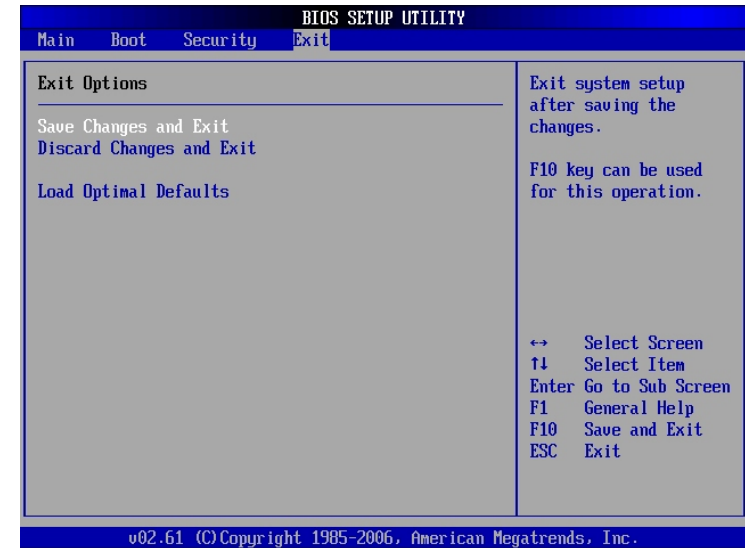 BIOS SETUP UTILITY
Main Boot Security Exit
Exit Options
Save Changes and Exit
Discard Changes and Exit
Load Optimal Defaults
Exit system setup
after saving the
changes.
F10 key can be used
for this operation.
↔ Select Screen
↑↓ Select Item
Enter Go to Sub Screen
F1 General Help
F10 Save and Exit
ESC Exit
v02.61 (C)Copyright 1985-2006, American Megatrends, Inc.